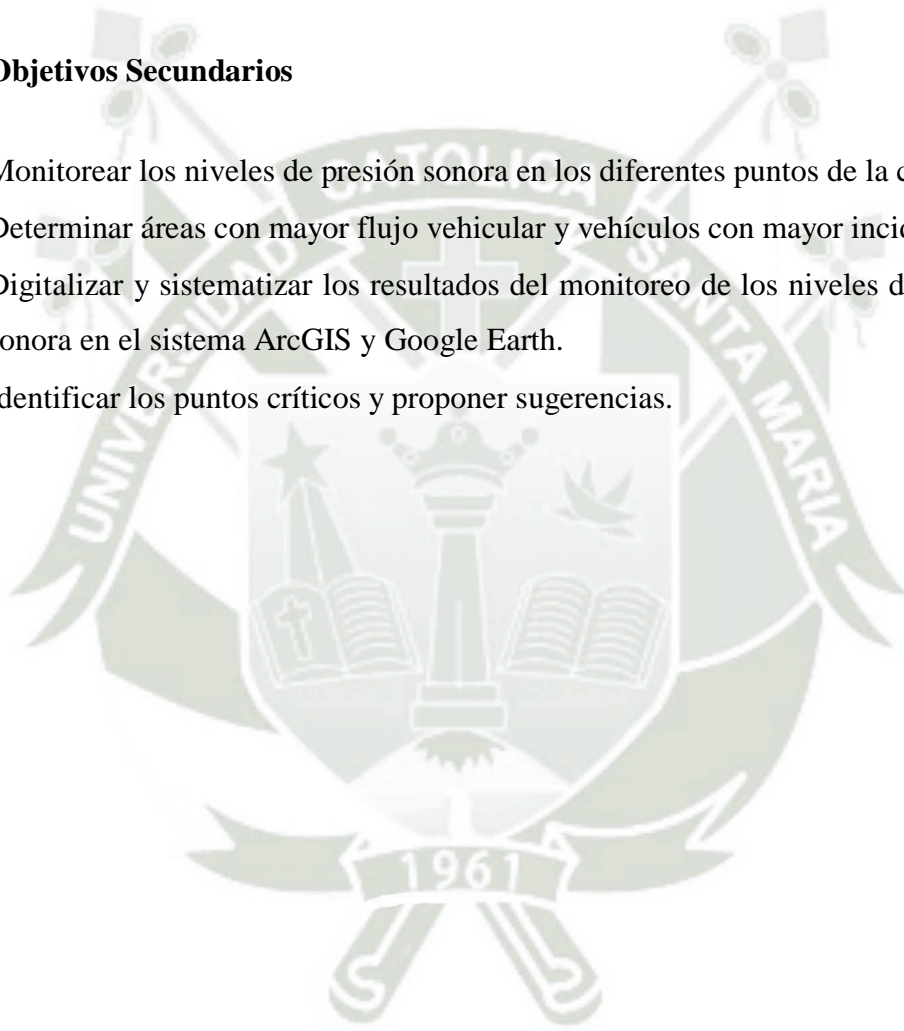 Objetivos Secundarios
Monitorear los niveles de presión sonora en los diferentes puntos de la
Determinar áreas con mayor flujo vehicular y vehículos con mayor
Digitalizar y sistematizar los resultados del monitoreo de los niveles
sonora en el sistema ArcGIS y Google Earth.
dentificar los puntos críticos y proponer sugerencias.
UNIVERSIDAD CATOLICA SANTA MARIA
1961